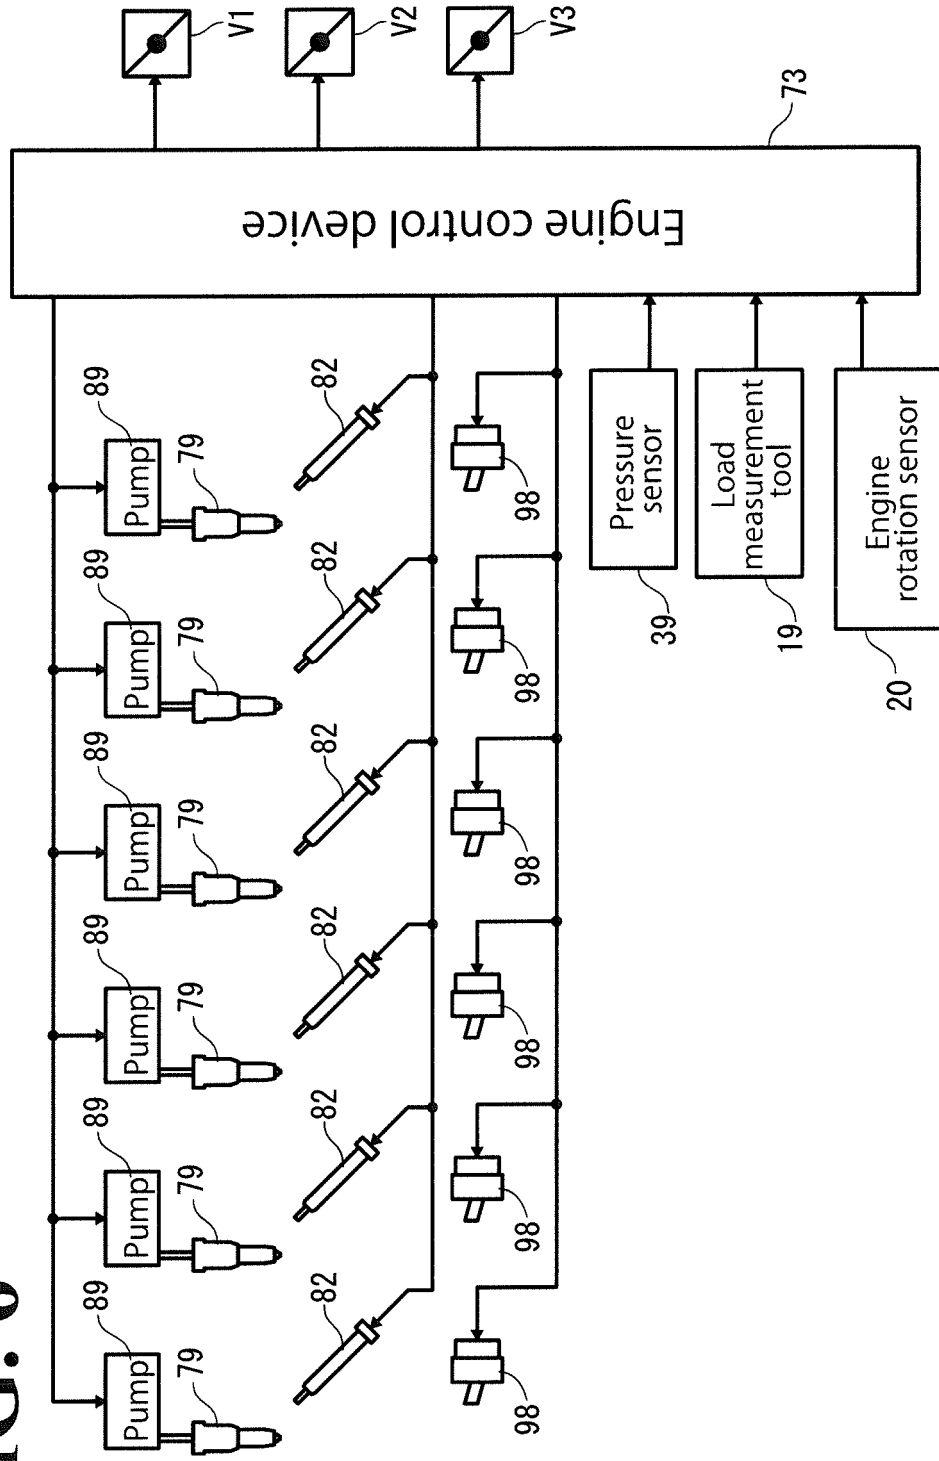 V1
V2
V3
73
Engine control device
89
89
89
89
89
89
Pump
Pump
Pump
Pump
Pump
Pump
79
79
79
79
79
79
82
82
82
82
82
82
98
98
98
98
98
98
Pressure
sensor
39
Load
measurement
tool
19
Engine
rotation sensor
20